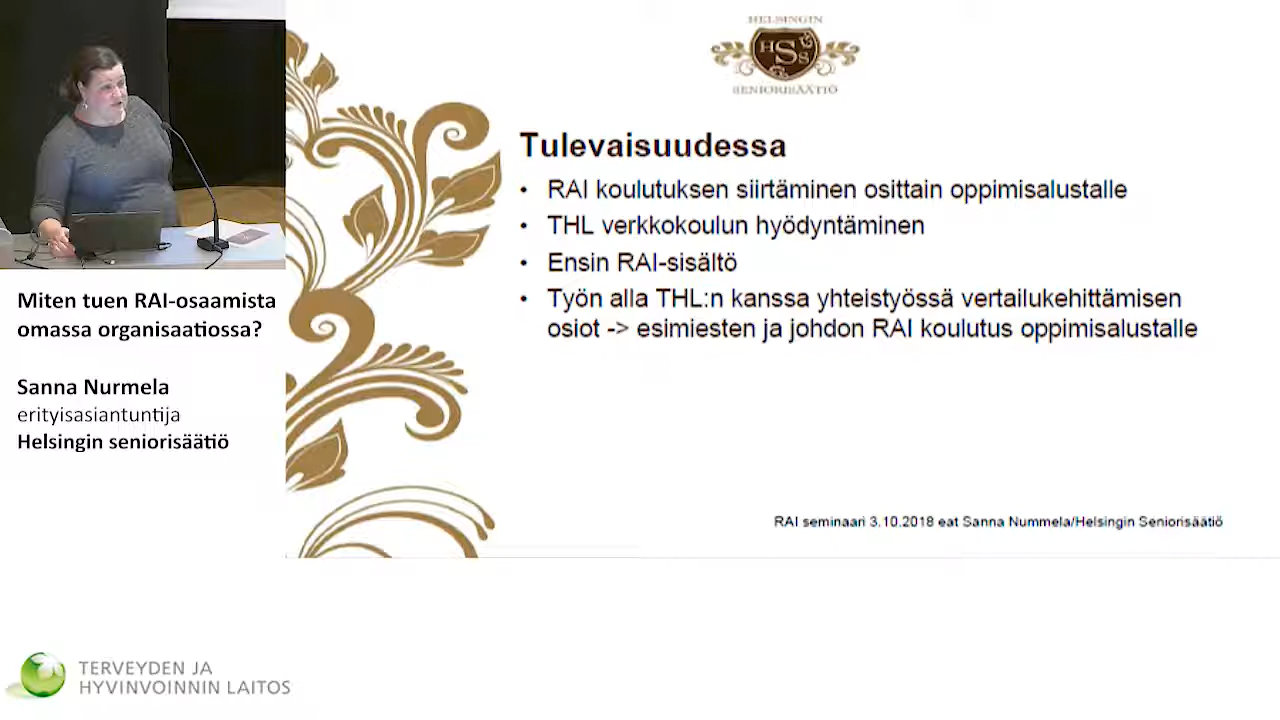 HELSINGIN
HSS
SENIORISÄÄTIÖ
Tulevaisuudessa
• RAI koulutuksen siirtäminen osittain oppimisalustalle
• THL verkkokoulun hyödyntäminen
• Ensin RAI-sisältö
• Työn alla THL:n kanssa yhteistyössä vertailukehittämisen
osiot -> esimiesten ja johdon RAI koulutus oppimisalustalle
RAI seminaari 3.10.2018 eat Sanna Nummela/Helsingin Seniorisäätiö
Miten tuen RAI-osaamista
omassa organisaatiossa?
Sanna Nurmela
erityisasiantuntija
Helsingin seniorisäätiö
TERVEYDEN JA
HYVINVOINNIN LAITOS